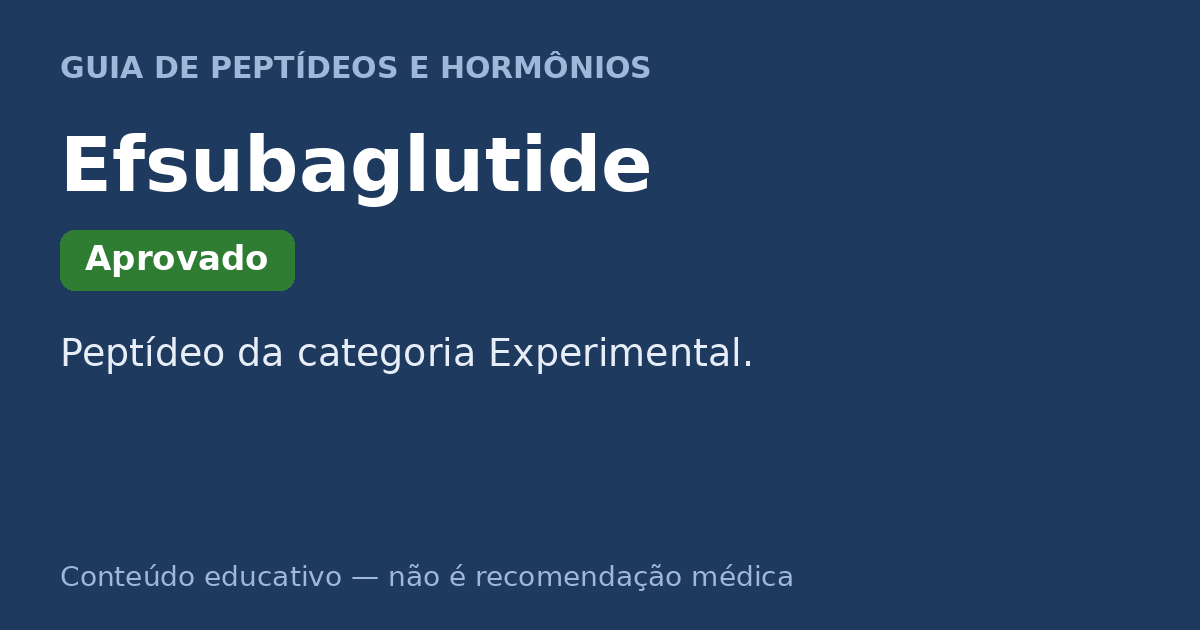 GUIA DE PEPTÍDEOS E HORMÔNIOS
Efsubaglutide
Aprovado
Peptídeo da categoria Experimental.
Conteúdo educativo — não é recomendação médica